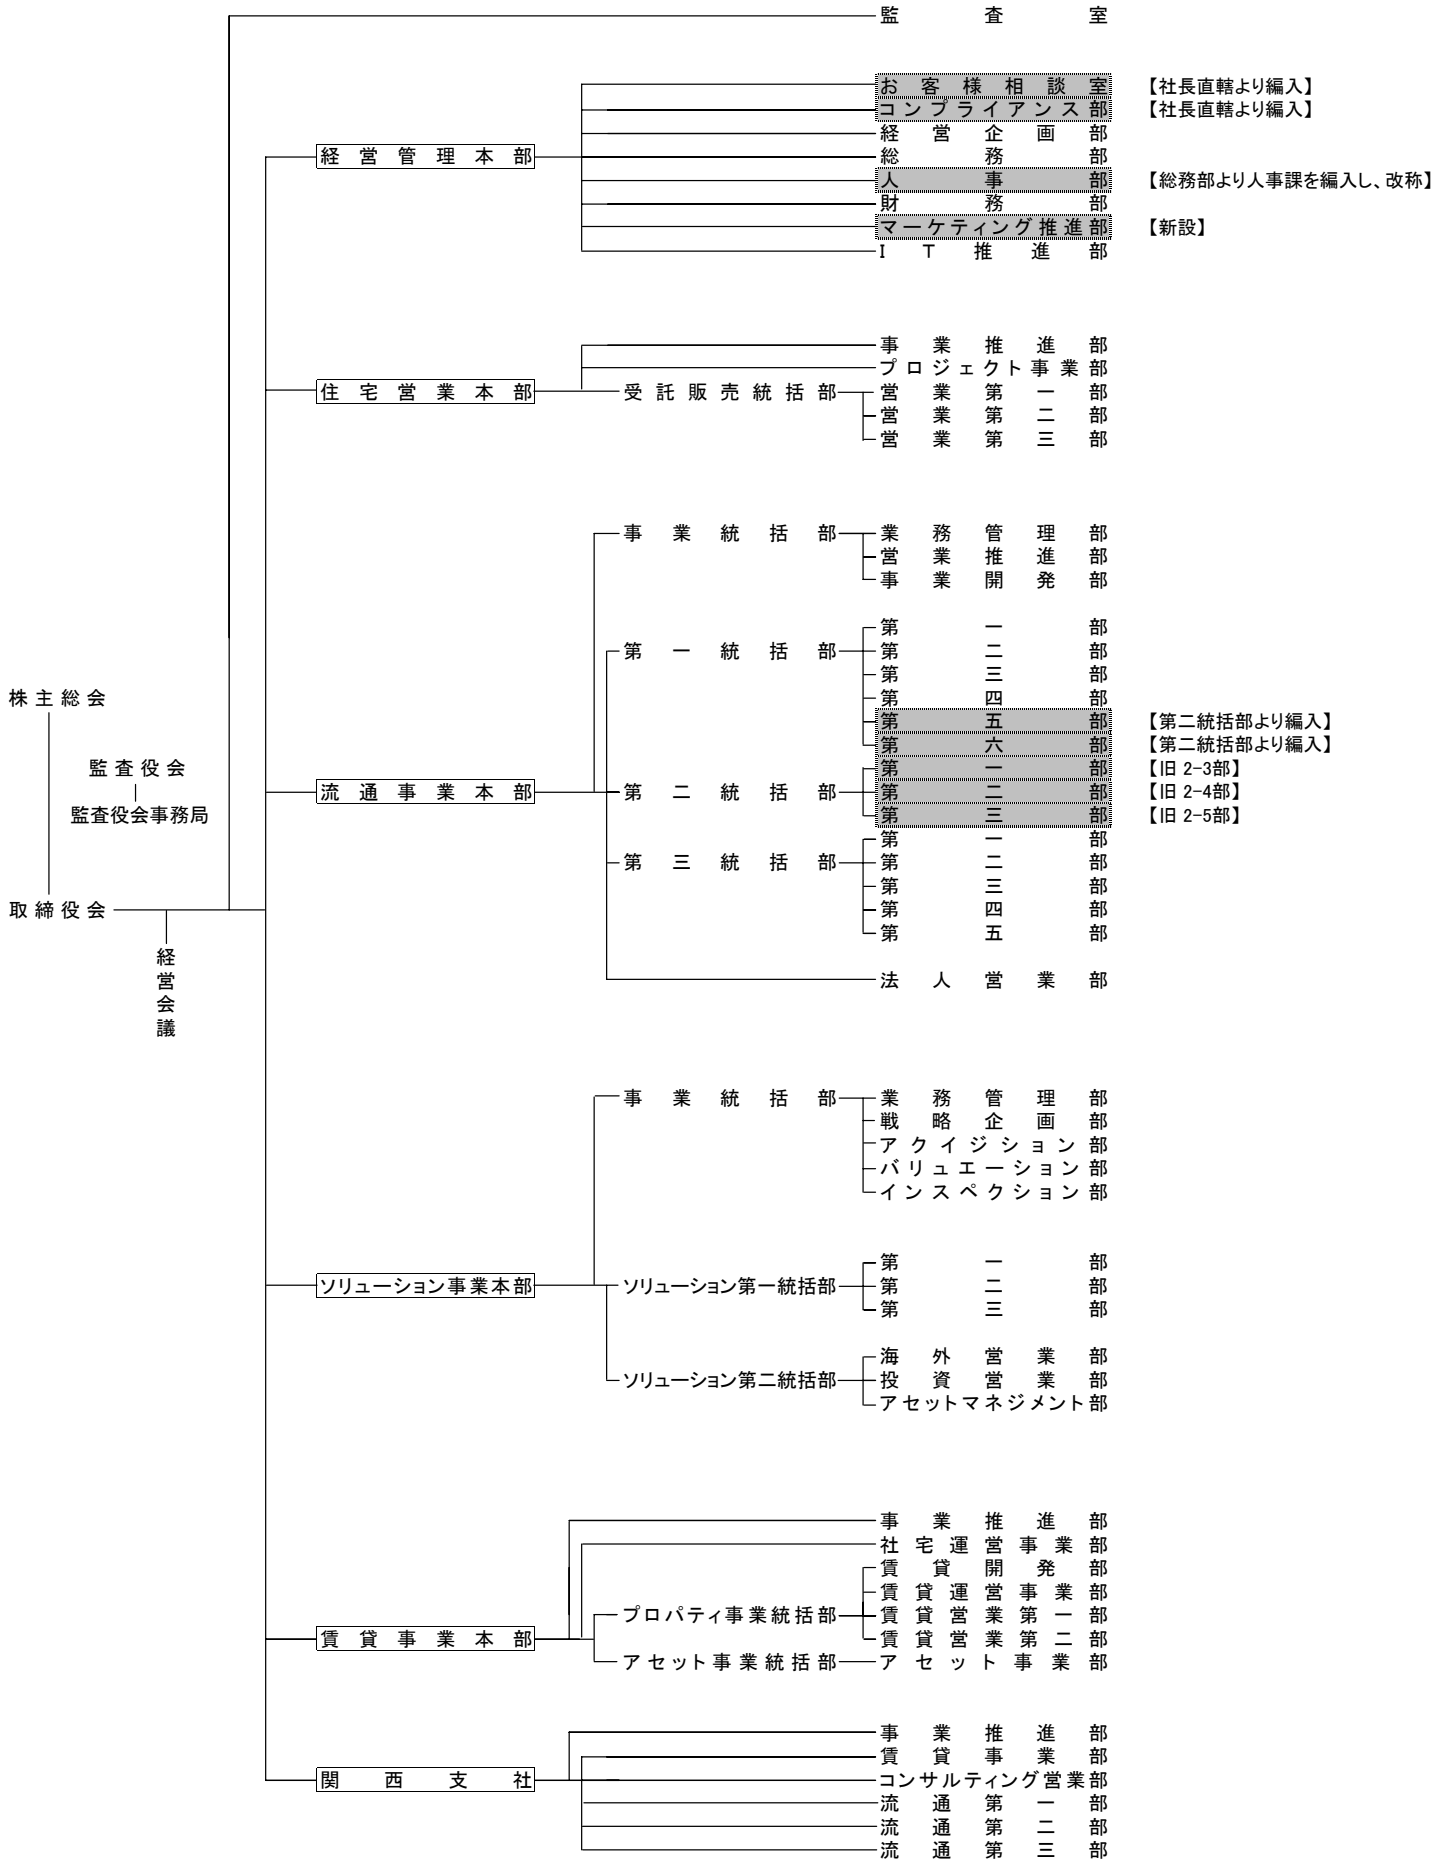 監査室
お客様相談室 【社長直轄より編入】
コンプライアンス部 【社長直轄より編入】
経営企画部
経営管理本部 総務部
人事部 【総務部より人事課を編入し、改称】
財務部
マーケティング推進部 【新設】
IT推進部
事業推進部
プロジェクト事業部
住宅営業本部 受託販売統括部 営業第一部
営業第二部
営業第三部
事業統括部 業務管理部
営業推進部
事業開発部
第一部
第一統括部 第二部
第三部
株主総会 第四部
第五部 【第二統括部より編入】
第六部 【第二統括部より編入】
監査役会 第一部 【旧 2-3部】
流通事業本部 第二統括部 第二部 【旧 2-4部】
監査役会事務局 第三部 【旧 2-5部】
第一部
第三統括部 第二部
第三部
取締役会 第四部
第五部
経営会議
法人営業部
事業統括部 業務管理部
戦略企画部
アクイジション部
バリュエーション部
インスペクション部
第一部
ソリューション事業本部 ソリューション第一統括部 第二部
第三部
海外営業部
ソリューション第二統括部 投資営業部
アセットマネジメント部
事業推進部
社宅運営事業部
賃貸開発部
賃貸運営事業部
プロパティ事業統括部 賃貸営業第一部
賃貸事業本部 賃貸営業第二部
アセット事業統括部 アセット事業部
事業推進部
賃貸事業部
関西支社 コンサルティング営業部
流通第一部
流通第二部
流通第三部